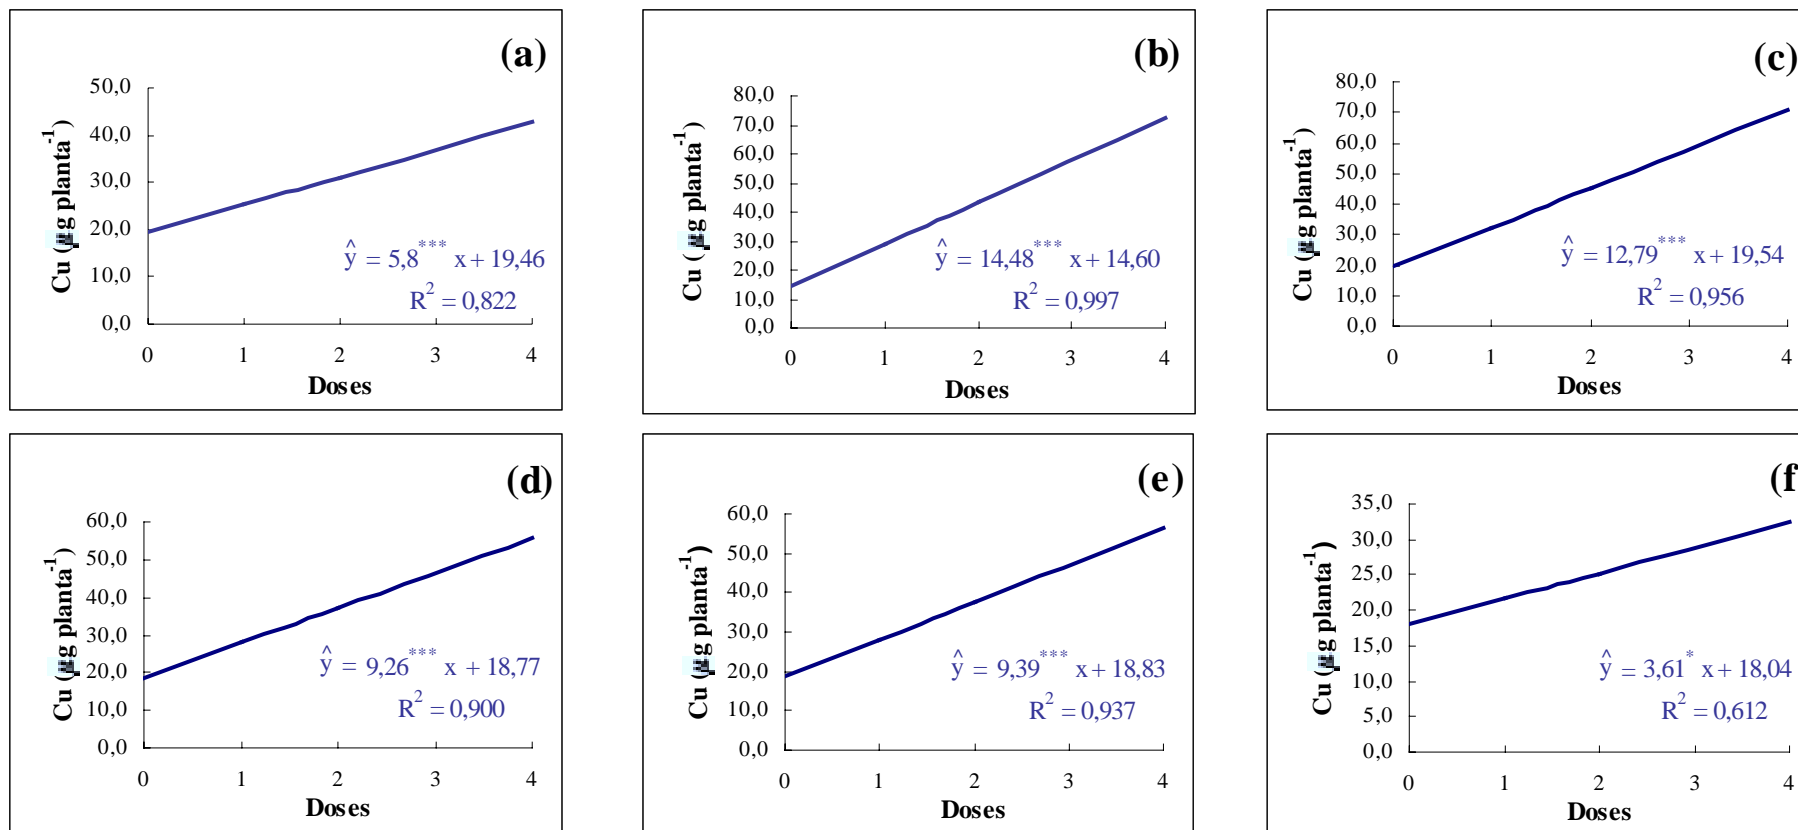 (a)
50,0
40,0
30,0
20,0
10,0
0,0
Cu (µg planta-1)
ŷ = 5,8*** x + 19,46
R2 = 0,822
0 1 2 3 4
Doses
(b)
80,0
70,0
60,0
50,0
40,0
30,0
20,0
10,0
0,0
Cu (µg planta-1)
ŷ = 14,48*** x + 14,60
R2 = 0,997
0 1 2 3 4
Doses
(c)
80,0
70,0
60,0
50,0
40,0
30,0
20,0
10,0
0,0
Cu (µg planta-1)
ŷ = 12,79*** x + 19,54
R2 = 0,956
0 1 2 3 4
Doses
(d)
60,0
50,0
40,0
30,0
20,0
10,0
0,0
Cu (µg planta-1)
ŷ = 9,26*** x + 18,77
R2 = 0,900
0 1 2 3 4
Doses
(e)
60,0
50,0
40,0
30,0
20,0
10,0
0,0
Cu (µg planta-1)
ŷ = 9,39*** x + 18,83
R2 = 0,937
0 1 2 3 4
Doses
(f
35,0
30,0
25,0
20,0
15,0
10,0
5,0
0,0
Cu (µg planta-1)
ŷ = 3,61* x + 18,04
R2 = 0,612
0 1 2 3 4
Doses